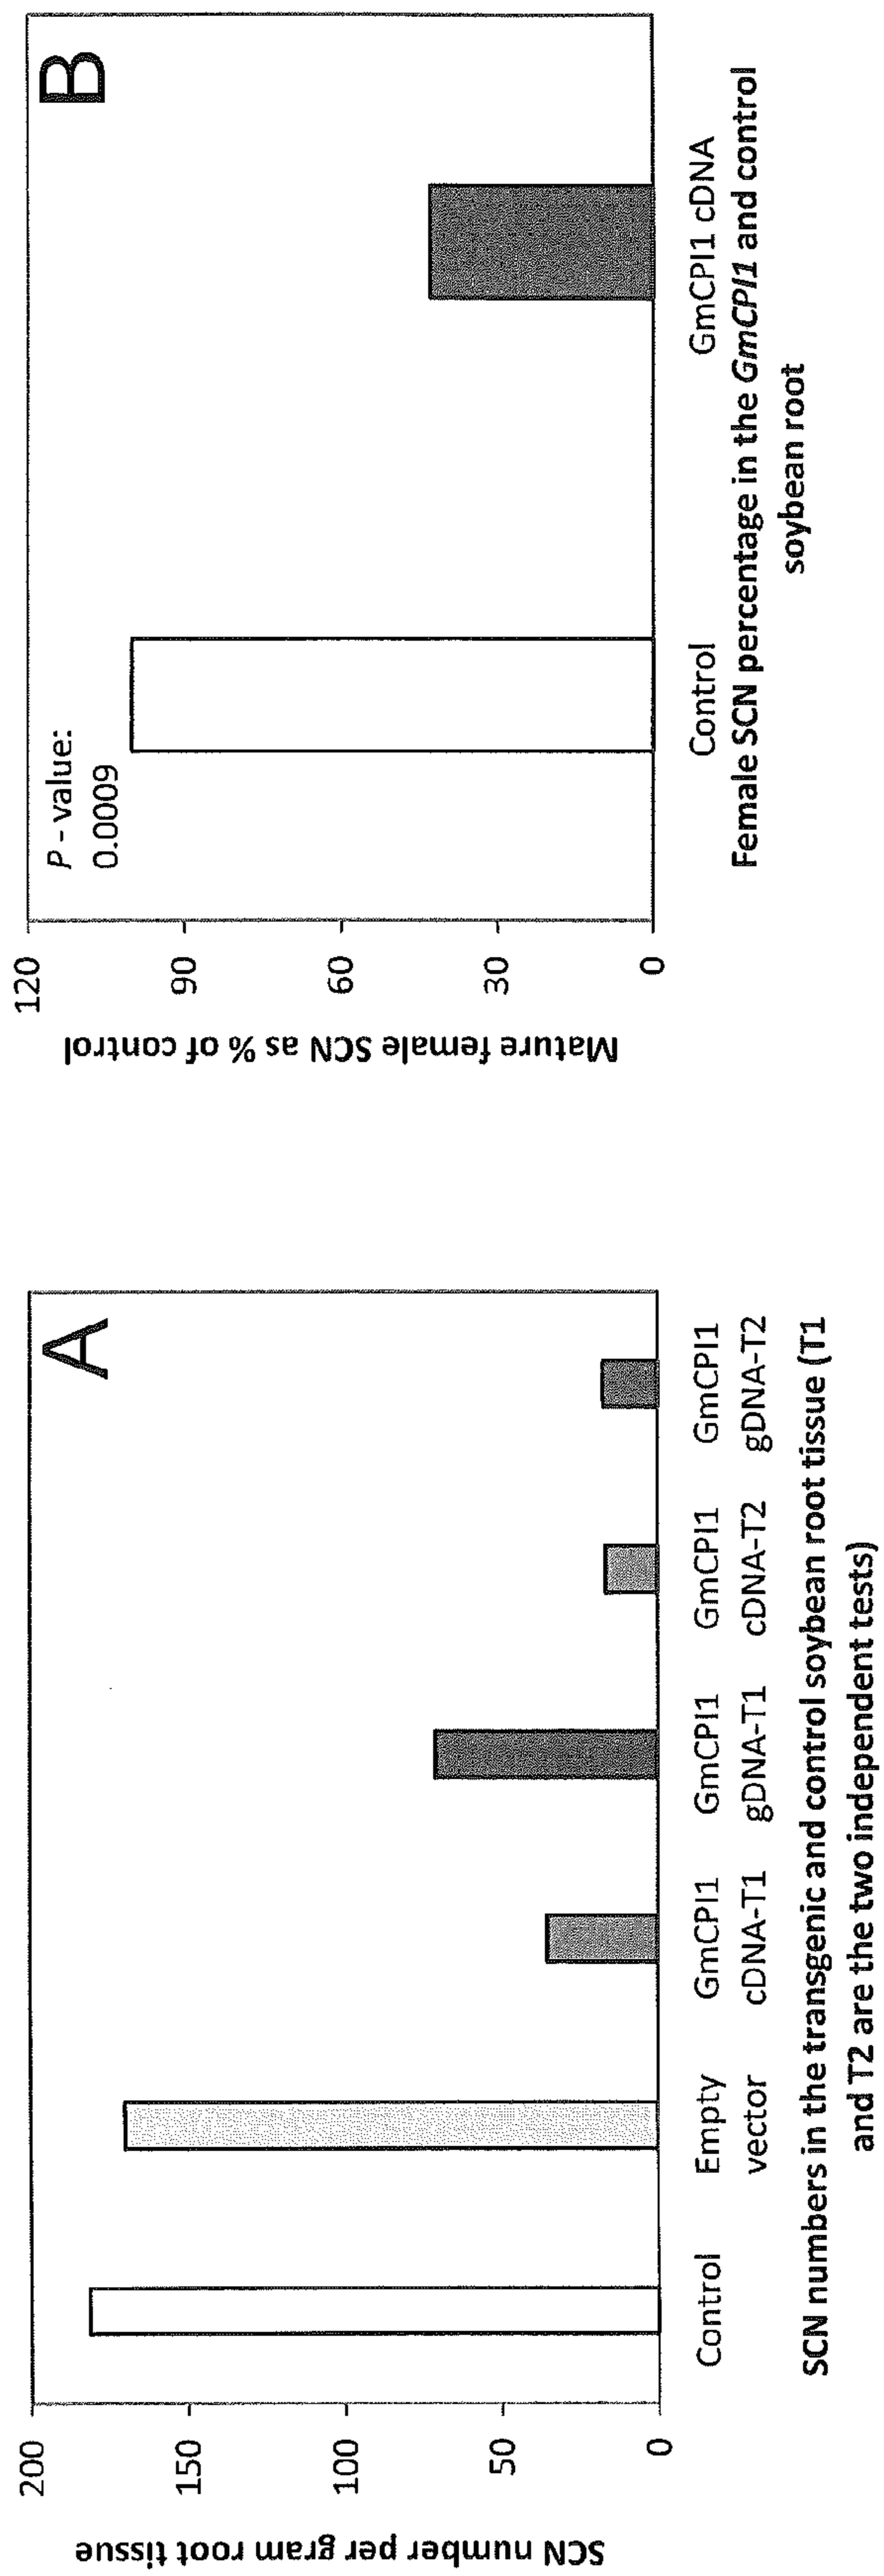 A
SCN number per gram root tissue
200
150
100
50
0
Control
Empty
vector
GmCPI1
cDNA-T1
GmCPI1
gDNA-T1
GmCPI1
cDNA-T2
GmCPI1
gDNA-T2
SCN numbers in the transgenic and control soybean root tissue (T1
and T2 are the two independent tests)
B
Mature female SCN as % of control
120
90
60
30
0
P - value:
0.0009
Control
GmCPI1 cDNA
Female SCN percentage in the GmCPI1 and control
soybean root